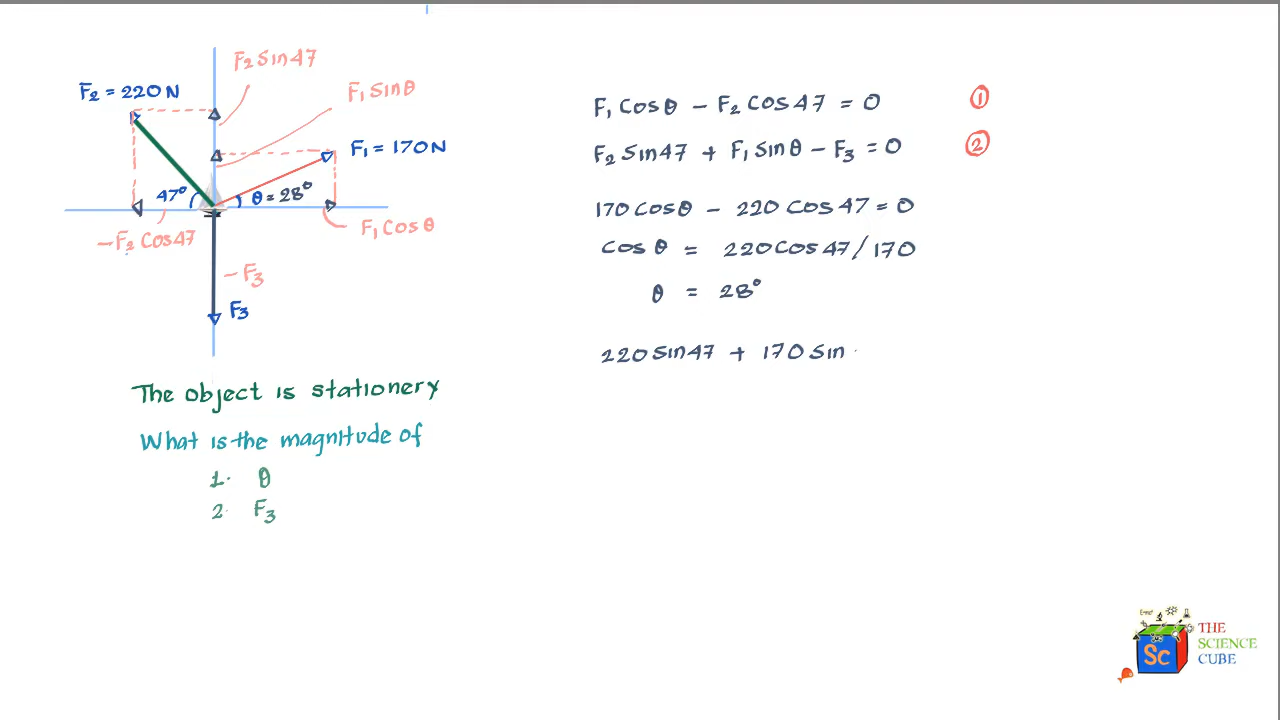 F₂ Sin 47
F₂ = 220 N
F₁ Sin θ
F₁ = 170 N
47°
θ = 28°
F₁ Cos θ
− F₂ Cos 47
− F₃
F₃
The object is stationery
What is the magnitude of
1. θ
2. F₃
F₁ Cos θ − F₂ Cos 47 = 0 ①
F₂ Sin 47 + F₁ Sin θ − F₃ = 0 ②
170 Cos θ − 220 Cos 47 = 0
Cos θ = 220 Cos 47 / 170
θ = 28°
220 Sin 47 + 170 Sin
Sc
THE
SCIENCE
CUBE